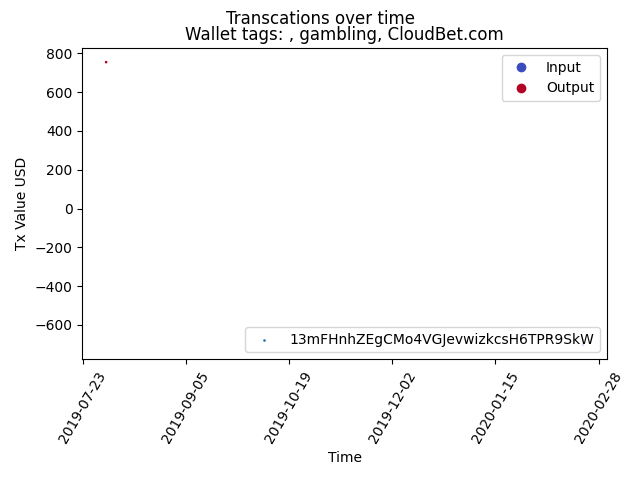 Transcations over time
Wallet tags: , gambling, CloudBet.com
800
600
400
200
0
−200
−400
−600
Tx Value USD
Input
Output
13mFHnhZEgCMo4VGJevwizkcsH6TPR9SkW
2019-07-23
2019-09-05
2019-10-19
2019-12-02
2020-01-15
2020-02-28
Time